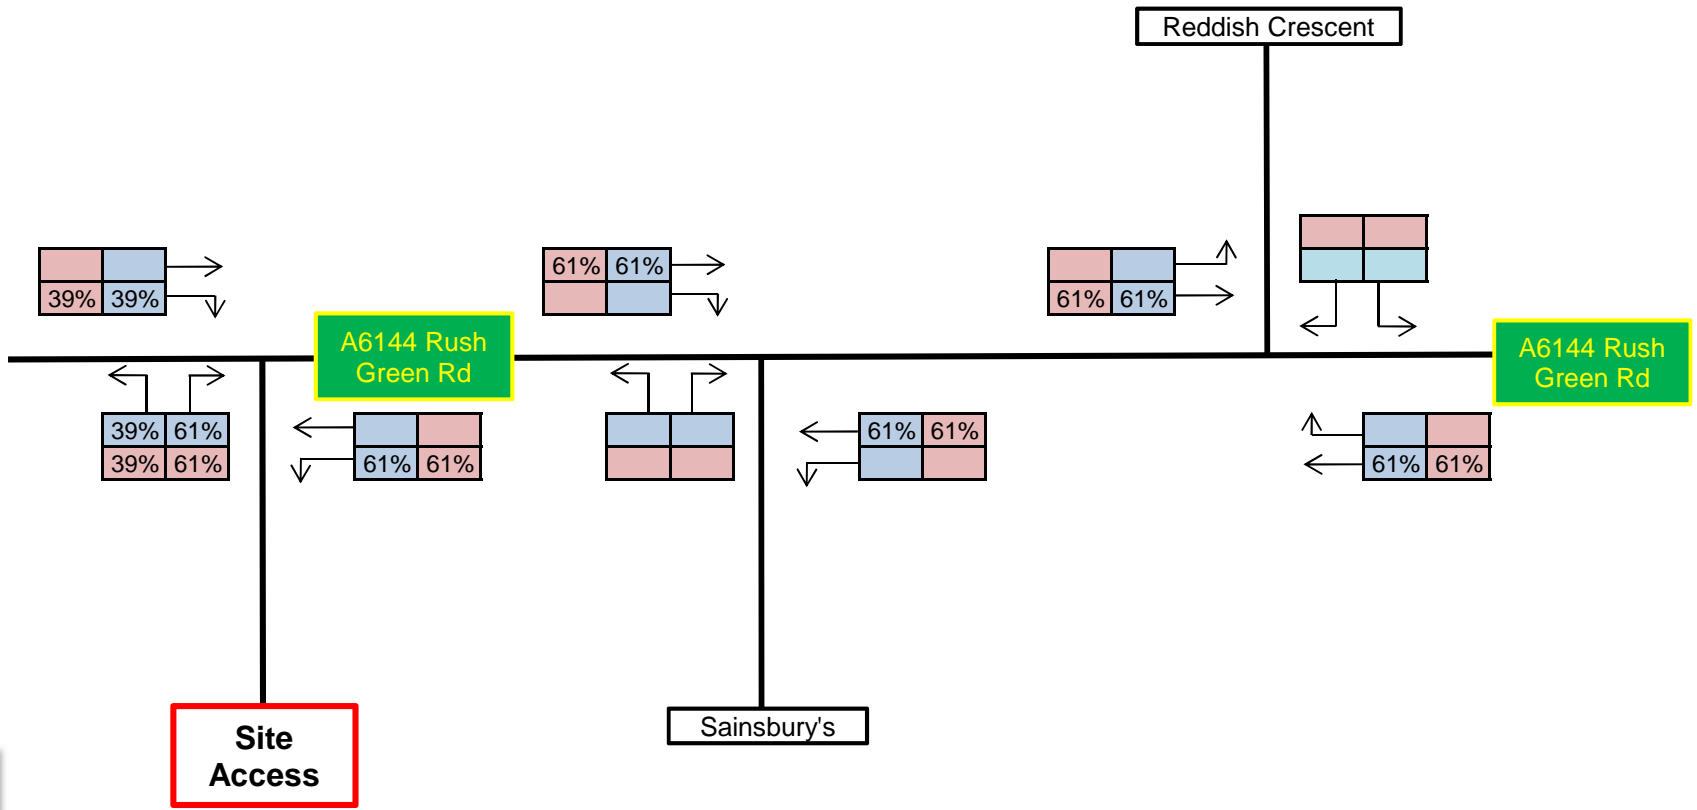 Reddish Crescent
61% 61%
39% 39%
61% 61%
A6144 Rush
Green Rd
A6144 Rush
Green Rd
39% 61%
39% 61%
61% 61%
61% 61%
61% 61%
Site
Access
Sainsbury's